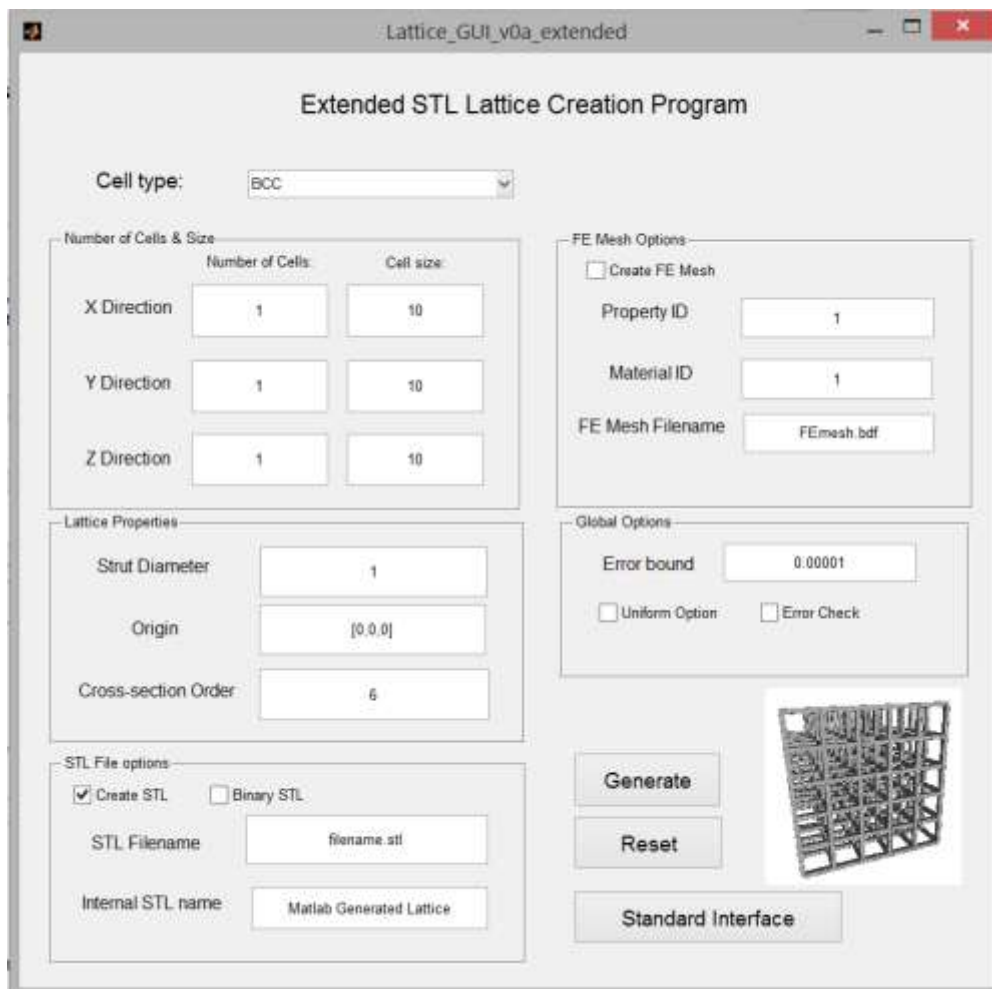 Lattice_GUI_v0a_extended
Extended STL Lattice Creation Program
Cell type:
BCC
Number of Cells & Size
Number of Cells:
Cell size:
X Direction
1
10
Y Direction
1
10
Z Direction
1
10
FE Mesh Options
Create FE Mesh
Property ID
1
Material ID
1
FE Mesh Filename
FEmesh.bdf
Lattice Properties
Strut Diameter
1
Origin
[0,0,0]
Cross-section Order
6
Global Options
Error bound
0.00001
Uniform Option
Error Check
STL File options
Create STL
Binary STL
STL Filename
filename.stl
Internal STL name
Matlab Generated Lattice
Generate
Reset
Standard Interface